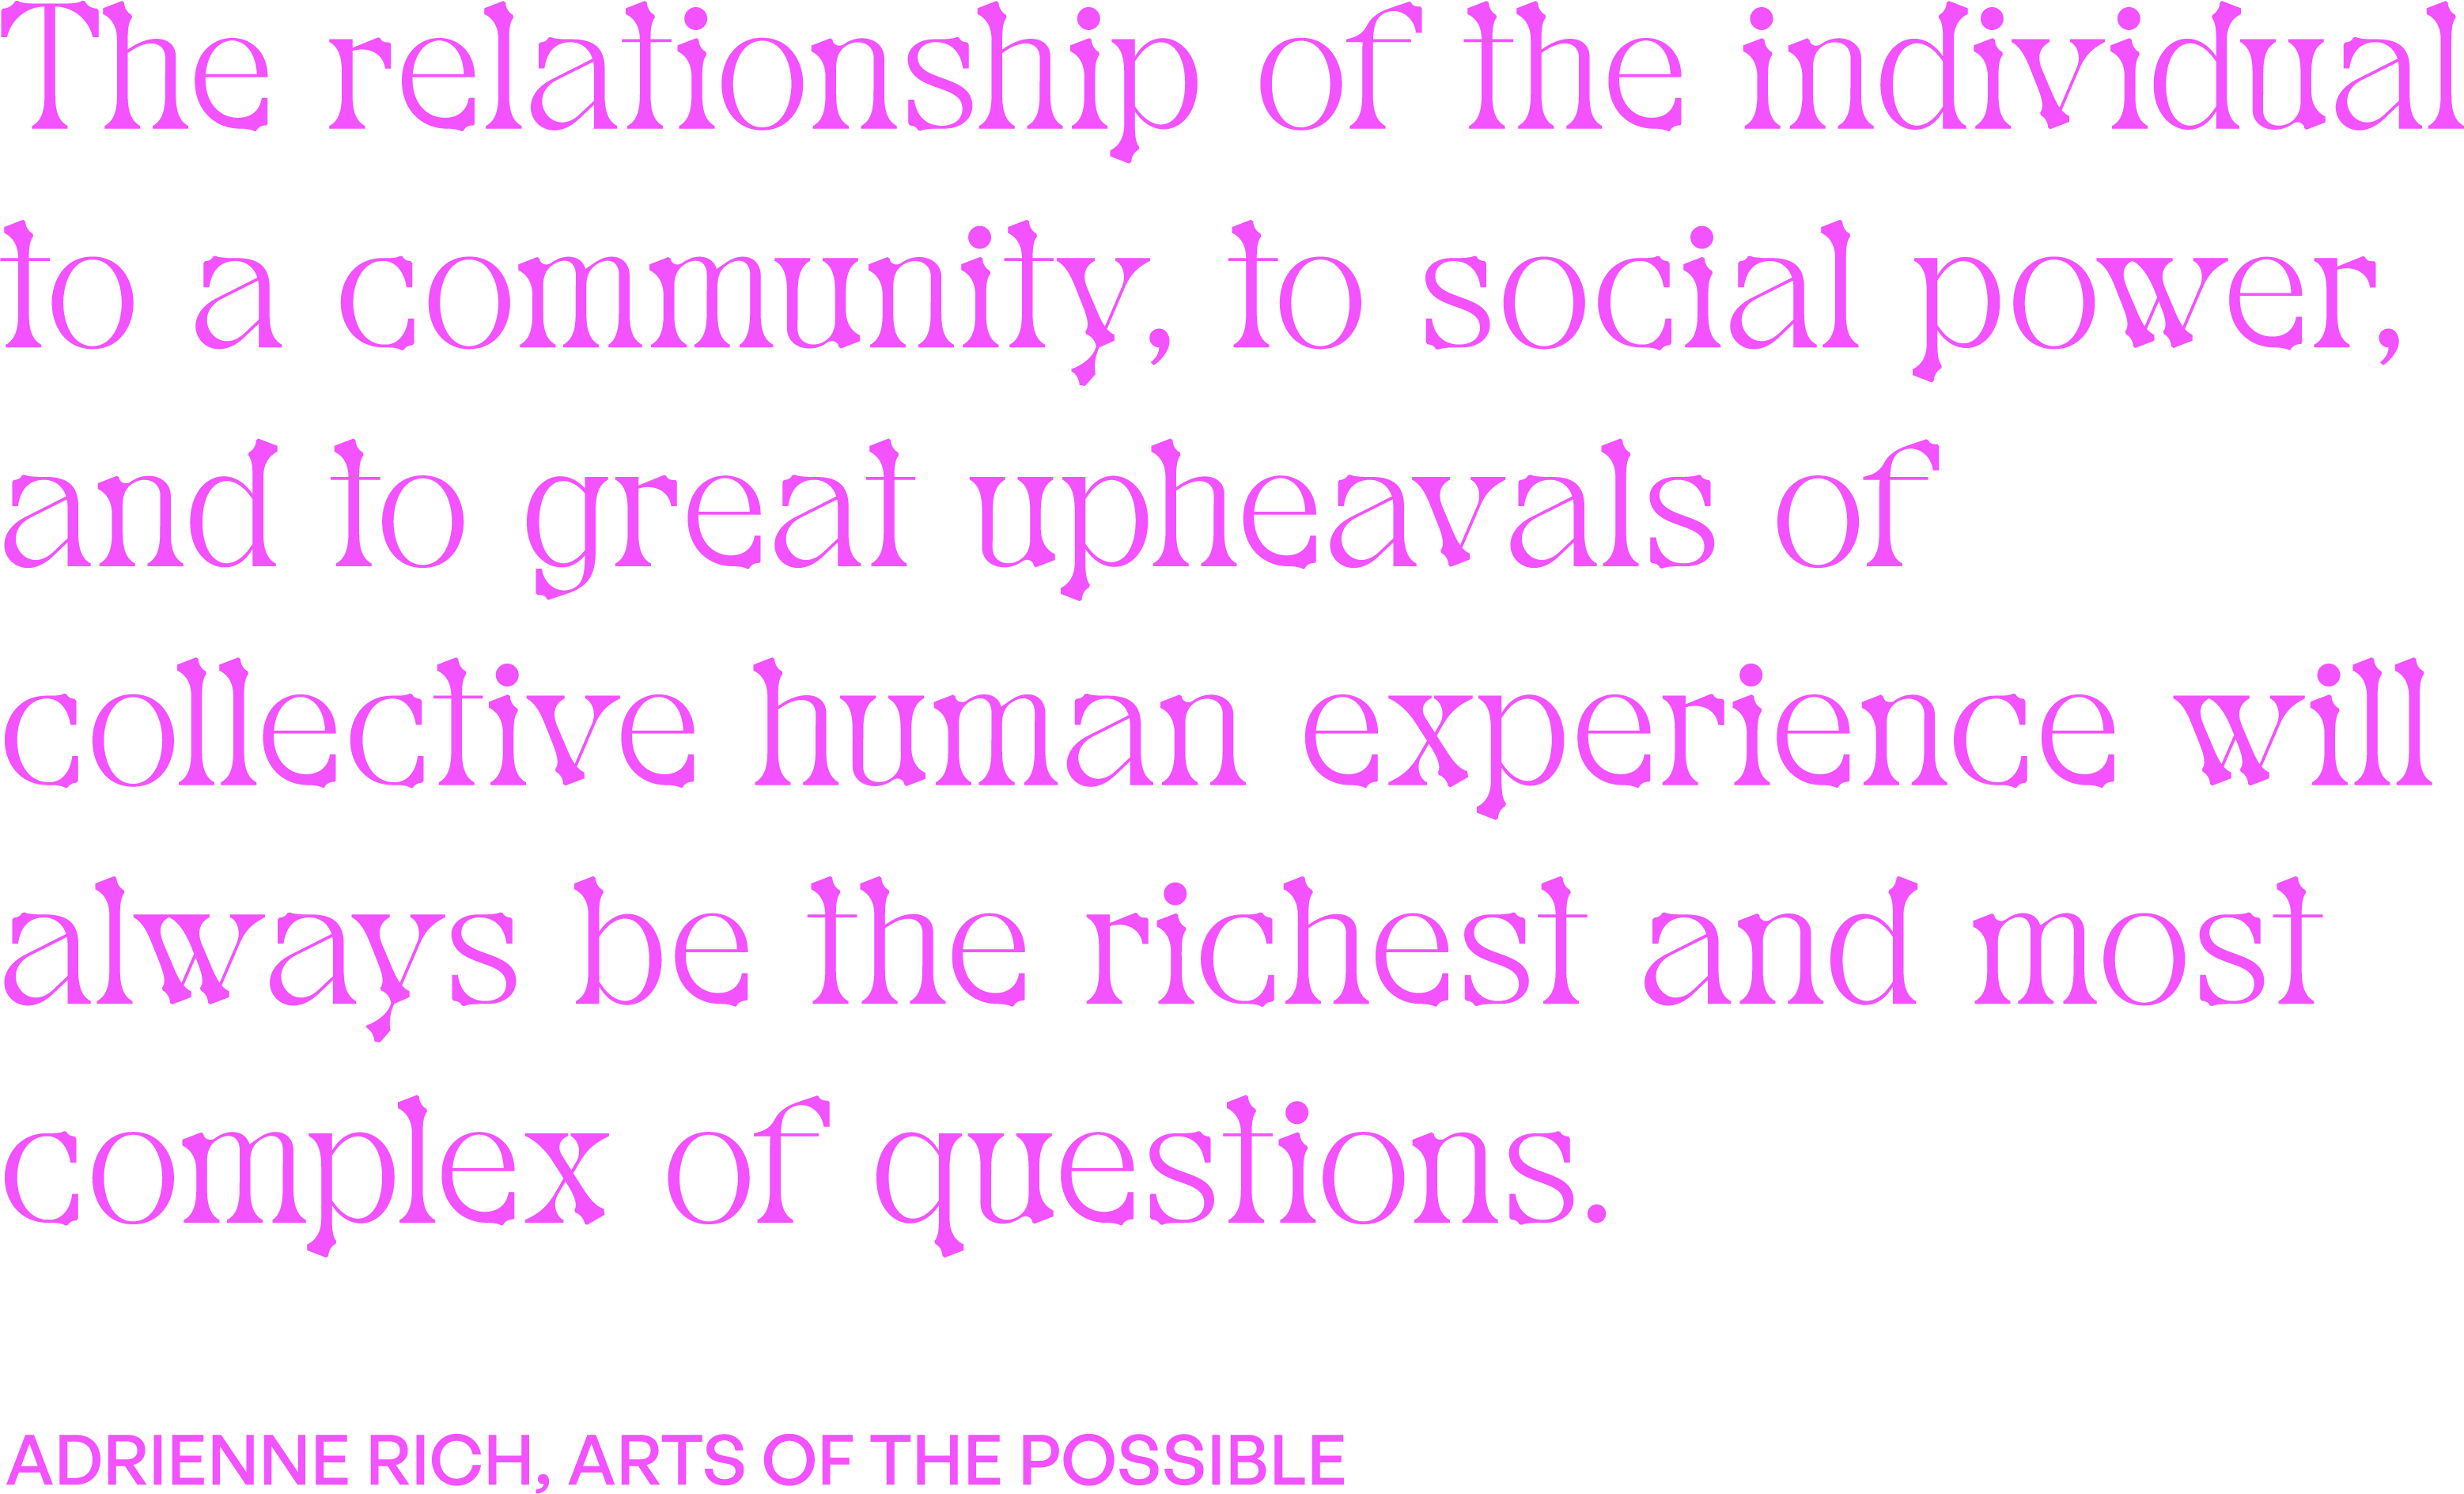 The relationship of the individual
to a community, to social power,
and to great upheavals of
collective human experience will
always be the richest and most
complex of questions.
ADRIENNE RICH, ARTS OF THE POSSIBLE